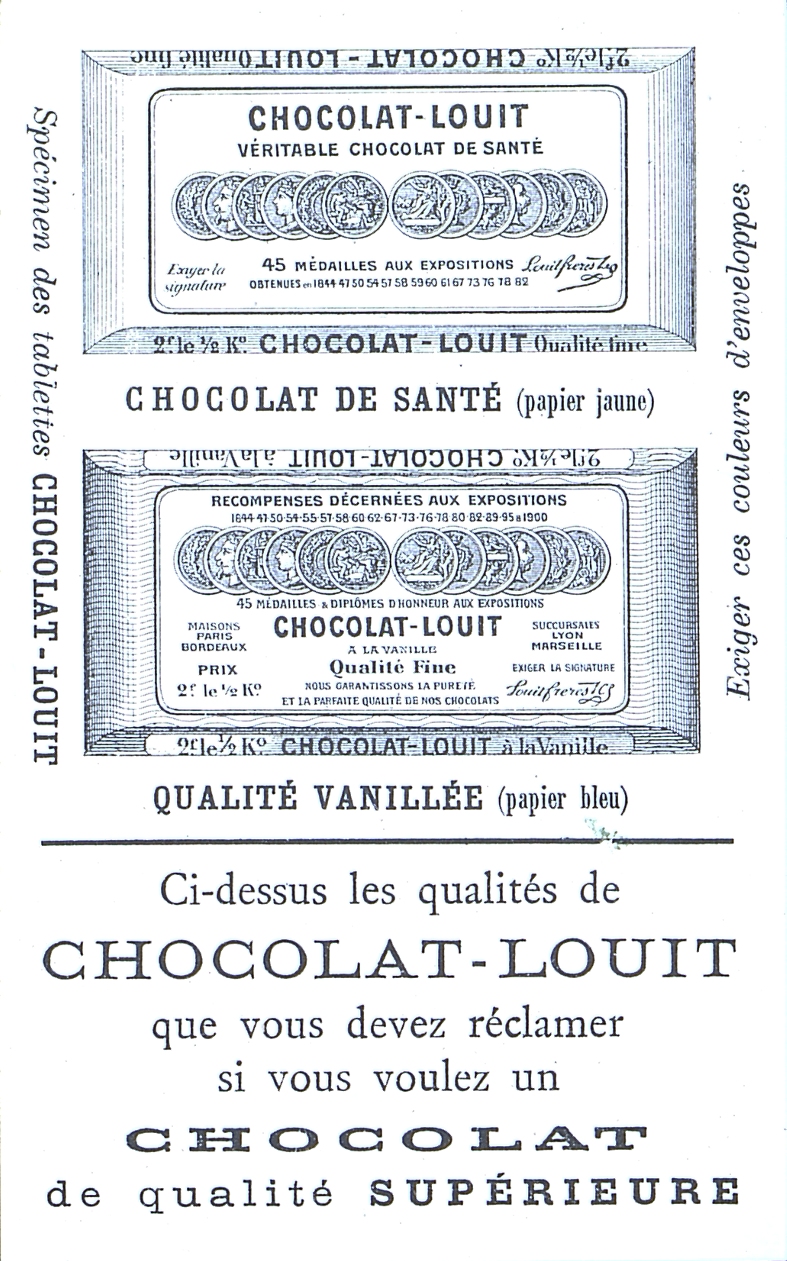 2f. le ½ Ko. CHOCOLAT - LOUIT Qualité fine
CHOCOLAT-LOUIT
VÉRITABLE CHOCOLAT DE SANTÉ
45 MÉDAILLES AUX EXPOSITIONS
OBTENUES en 1844 47 50 54 57 58 59 60 61 67 73 76 78 82
Exiger la
signature
Louit frères & Co
2f. le ½ Ko. CHOCOLAT-LOUIT Qualité fine
CHOCOLAT DE SANTÉ (papier jaune)
2f. le ½ Ko. CHOCOLAT-LOUIT à la Vanille
RECOMPENSES DÉCERNÉES AUX EXPOSITIONS
1844-47-50-54-55-57-58 60 62-67-73-76-78 80-82-89-95 à 1900
45 MÉDAILLES & DIPLÔMES D'HONNEUR AUX EXPOSITIONS
MAISONS
PARIS
BORDEAUX
PRIX
2f. le ½ Ko
CHOCOLAT-LOUIT
A LA VANILLE
Qualité Fine
NOUS GARANTISSONS LA PURETÉ
ET LA PARFAITE QUALITÉ DE NOS CHOCOLATS
SUCCURSALES
LYON
MARSEILLE
EXIGER LA SIGNATURE
Louit frères & Co
2f. le ½ Ko. CHOCOLAT-LOUIT à la Vanille
QUALITÉ VANILLÉE (papier bleu)
Spécimen des tablettes CHOCOLAT-LOUIT
Exiger ces couleurs d'enveloppes
Ci-dessus les qualités de
CHOCOLAT-LOUIT
que vous devez réclamer
si vous voulez un
CHOCOLAT
de qualité SUPÉRIEURE